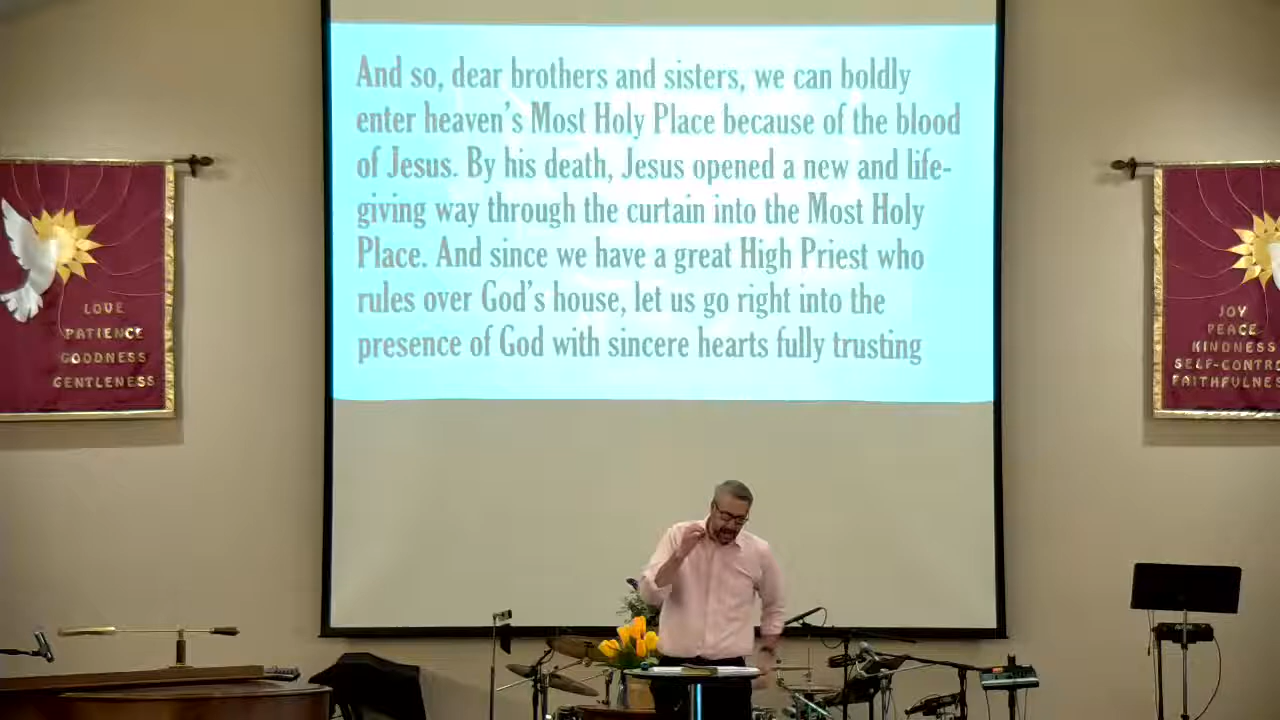 And so, dear brothers and sisters, we can boldly
enter heaven's Most Holy Place because of the blood
of Jesus. By his death, Jesus opened a new and life-
giving way through the curtain into the Most Holy
Place. And since we have a great High Priest who
rules over God's house, let us go right into the
presence of God with sincere hearts fully trusting
LOVE
PATIENCE
GOODNESS
GENTLENESS
JOY
PEACE
KINDNESS
SELF-CONTR
FAITHFULNE